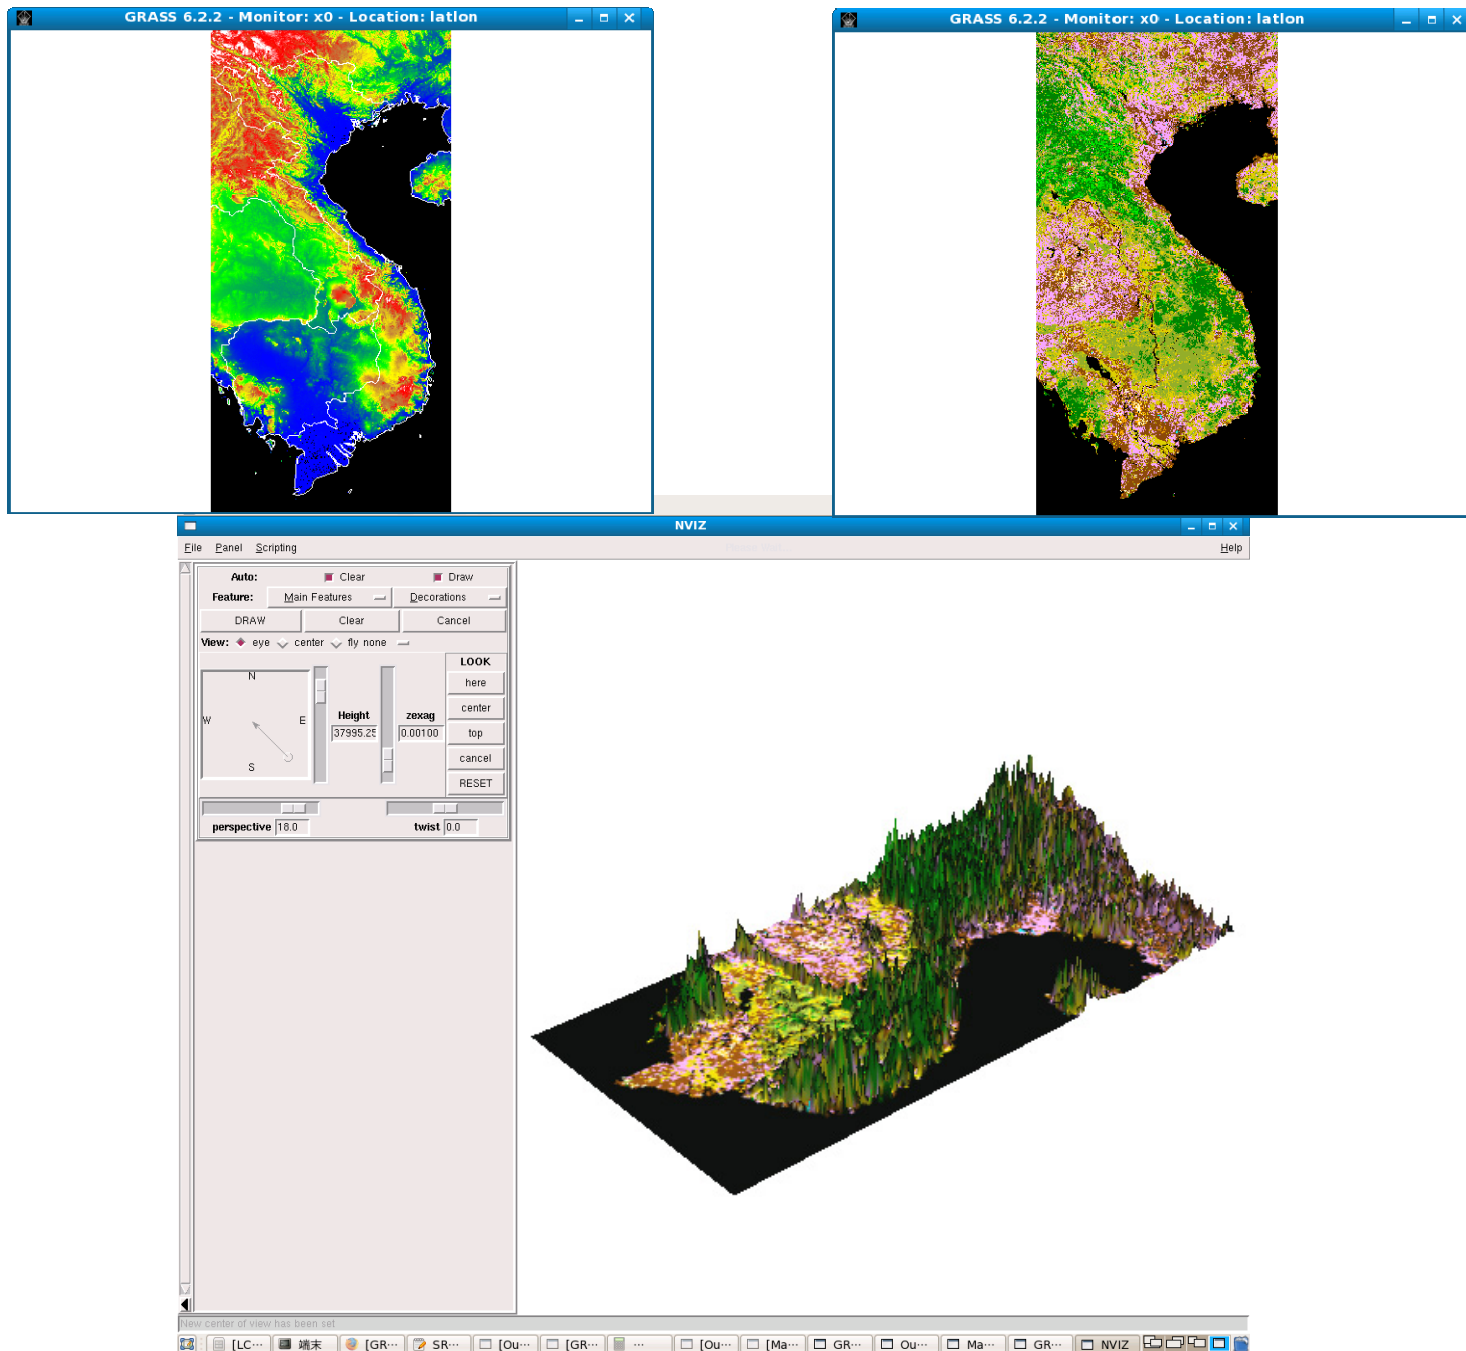 GRASS 6.2.2 - Monitor: x0 - Location: latlon
GRASS 6.2.2 - Monitor: x0 - Location: latlon
NVIZ
File Panel Scripting Help
Auto: Clear Draw
Feature: Main Features Decorations
DRAW Clear Cancel
View: eye center fly none
LOOK
N
here
W E
Height zexag
center
37995.25 0.00100
top
S
cancel
RESET
perspective 18.0 twist 0.0
New center of view has been set
[LC··· 端末 [GR··· SR··· [Ou··· [GR··· ··· [Ou··· [Ma··· GR··· Ou··· Ma··· GR··· NVIZ